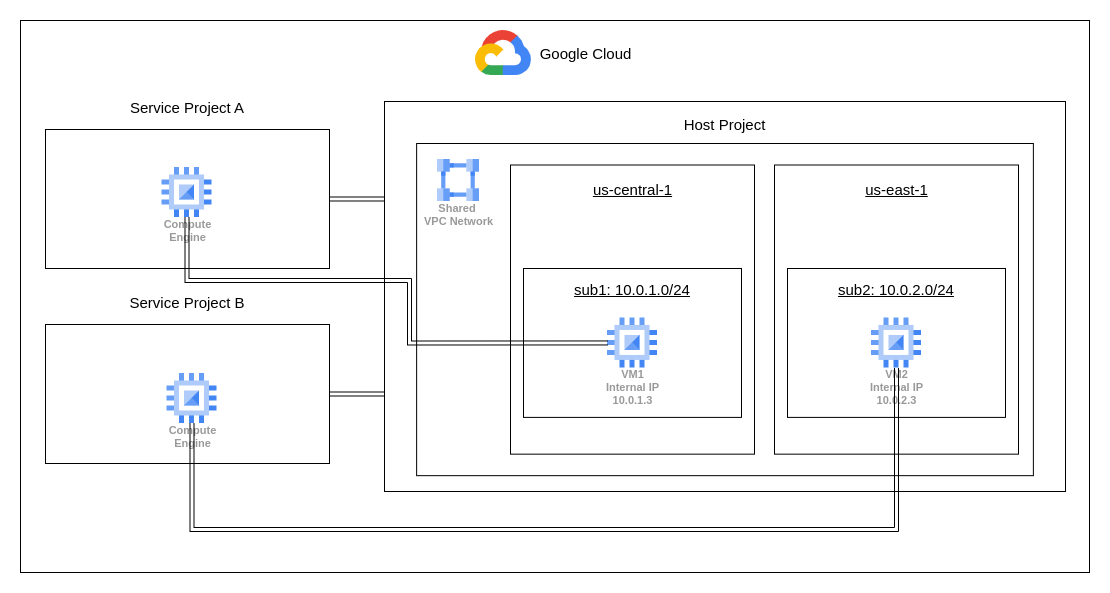 Google Cloud
Service Project A
Compute
Engine
Service Project B
Compute
Engine
Host Project
Shared
VPC Network
us-central-1
sub1: 10.0.1.0/24
VM1
Internal IP
10.0.1.3
us-east-1
sub2: 10.0.2.0/24
VM2
Internal IP
10.0.2.3